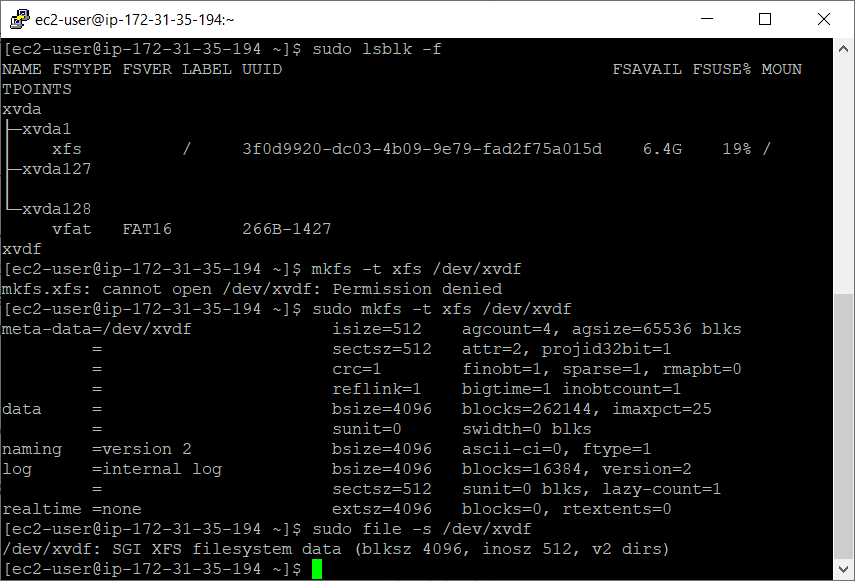 ec2-user@ip-172-31-35-194:~
[ec2-user@ip-172-31-35-194 ~]$ sudo lsblk -f
NAME FSTYPE FSVER LABEL UUID                                 FSAVAIL FSUSE% MOUN
TPOINTS
xvda
├─xvda1
│    xfs          /     3f0d9920-dc03-4b09-9e79-fad2f75a015d    6.4G    19% /
├─xvda127
│
└─xvda128
     vfat   FAT16       266B-1427
xvdf
[ec2-user@ip-172-31-35-194 ~]$ mkfs -t xfs /dev/xvdf
mkfs.xfs: cannot open /dev/xvdf: Permission denied
[ec2-user@ip-172-31-35-194 ~]$ sudo mkfs -t xfs /dev/xvdf
meta-data=/dev/xvdf              isize=512    agcount=4, agsize=65536 blks
         =                       sectsz=512   attr=2, projid32bit=1
         =                       crc=1        finobt=1, sparse=1, rmapbt=0
         =                       reflink=1    bigtime=1 inobtcount=1
data     =                       bsize=4096   blocks=262144, imaxpct=25
         =                       sunit=0      swidth=0 blks
naming   =version 2              bsize=4096   ascii-ci=0, ftype=1
log      =internal log           bsize=4096   blocks=16384, version=2
         =                       sectsz=512   sunit=0 blks, lazy-count=1
realtime =none                   extsz=4096   blocks=0, rtextents=0
[ec2-user@ip-172-31-35-194 ~]$ sudo file -s /dev/xvdf
/dev/xvdf: SGI XFS filesystem data (blksz 4096, inosz 512, v2 dirs)
[ec2-user@ip-172-31-35-194 ~]$